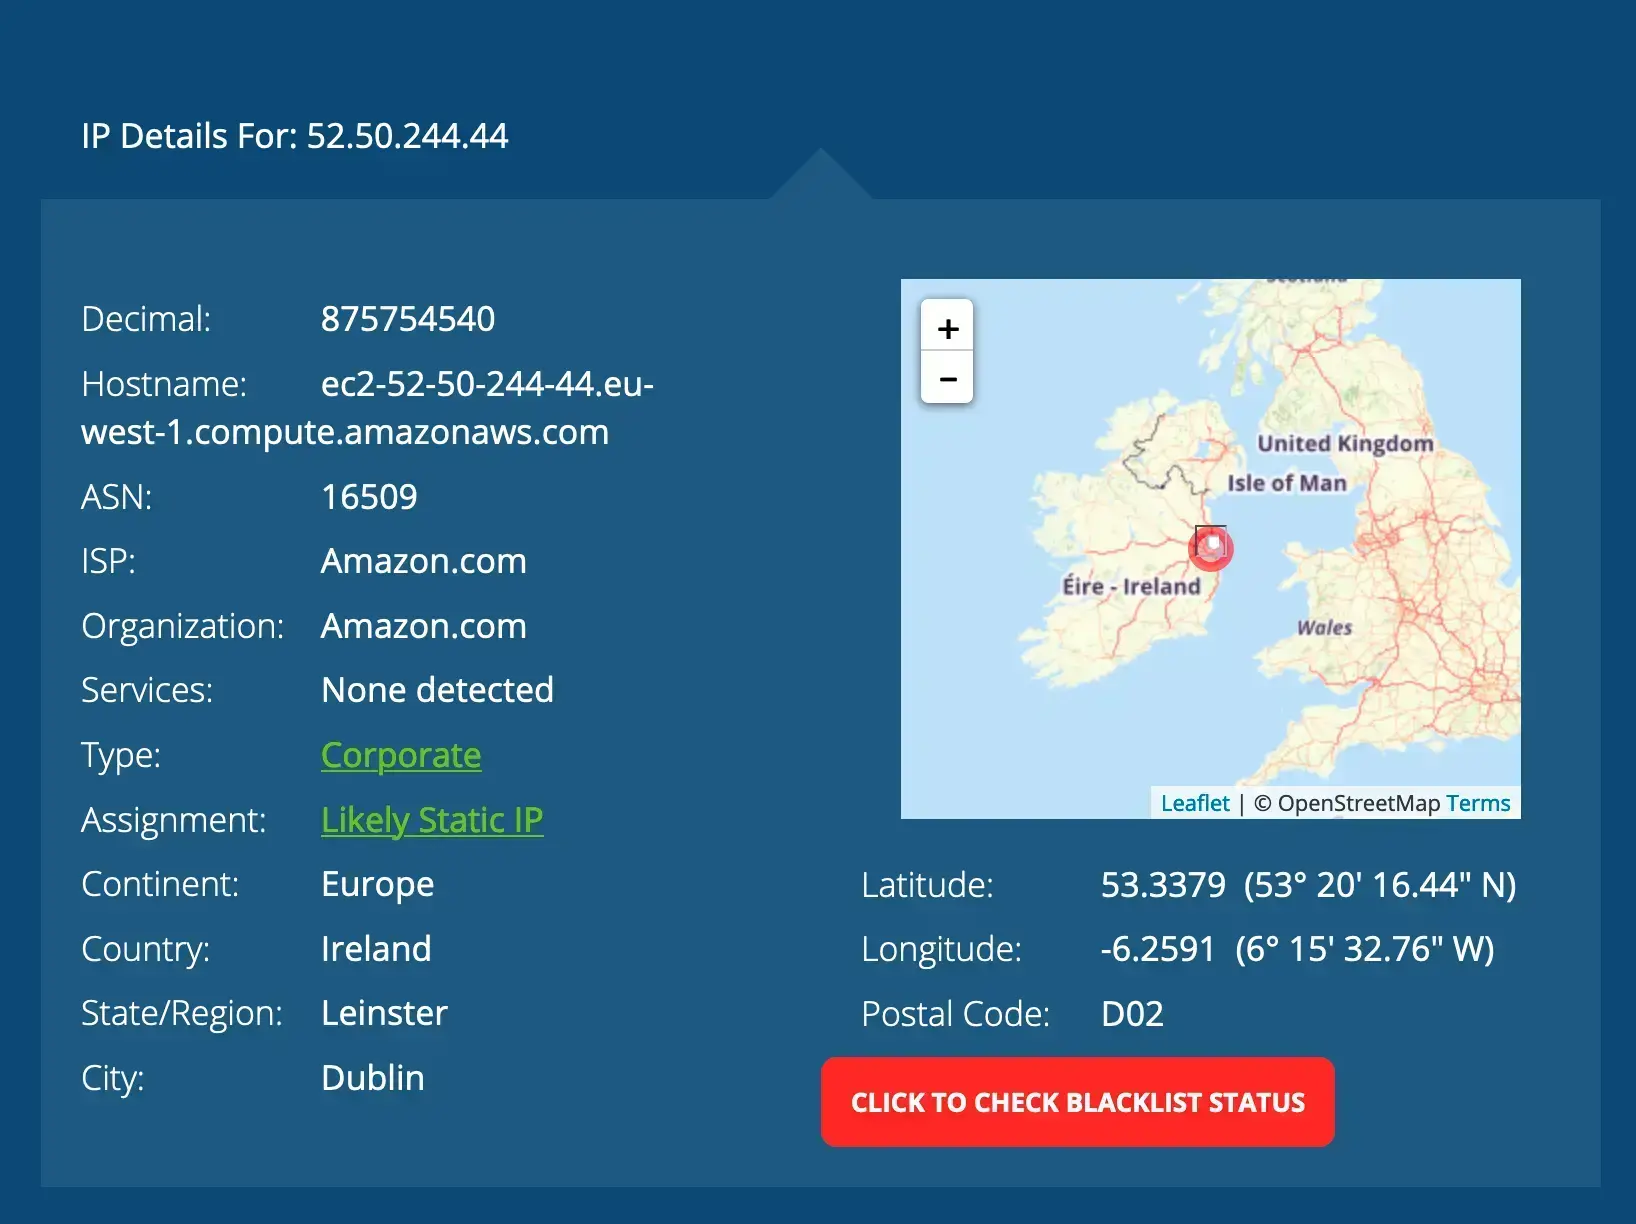 IP Details For: 52.50.244.44
Decimal: 875754540
Hostname: ec2-52-50-244-44.eu-
west-1.compute.amazonaws.com
ASN: 16509
ISP: Amazon.com
Organization: Amazon.com
Services: None detected
Type: Corporate
Assignment: Likely Static IP
Continent: Europe
Country: Ireland
State/Region: Leinster
City: Dublin
+
−
Scotland
United Kingdom
Isle of Man
Éire - Ireland
Wales
Leaflet | © OpenStreetMap Terms
Latitude: 53.3379 (53° 20' 16.44" N)
Longitude: -6.2591 (6° 15' 32.76" W)
Postal Code: D02
CLICK TO CHECK BLACKLIST STATUS